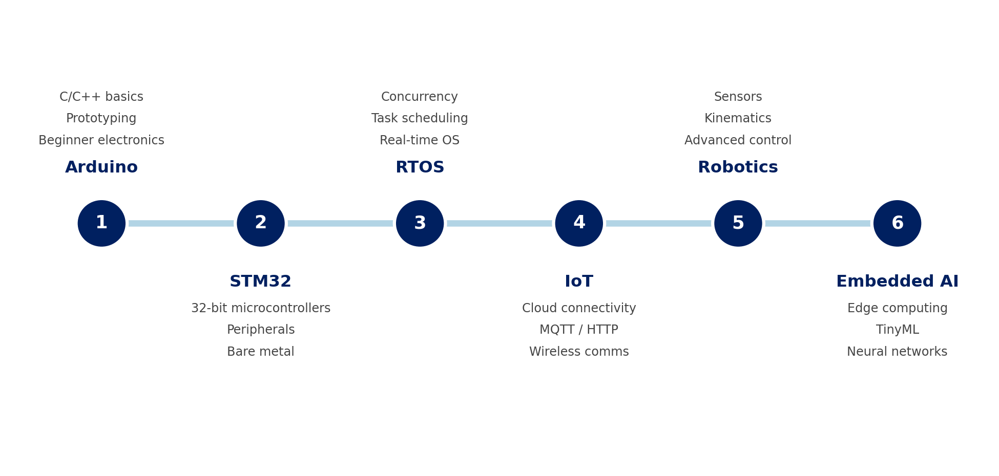 C/C++ basics
Prototyping
Beginner electronics
Arduino
1
2
STM32
32-bit microcontrollers
Peripherals
Bare metal
Concurrency
Task scheduling
Real-time OS
RTOS
3
4
IoT
Cloud connectivity
MQTT / HTTP
Wireless comms
Sensors
Kinematics
Advanced control
Robotics
5
6
Embedded AI
Edge computing
TinyML
Neural networks